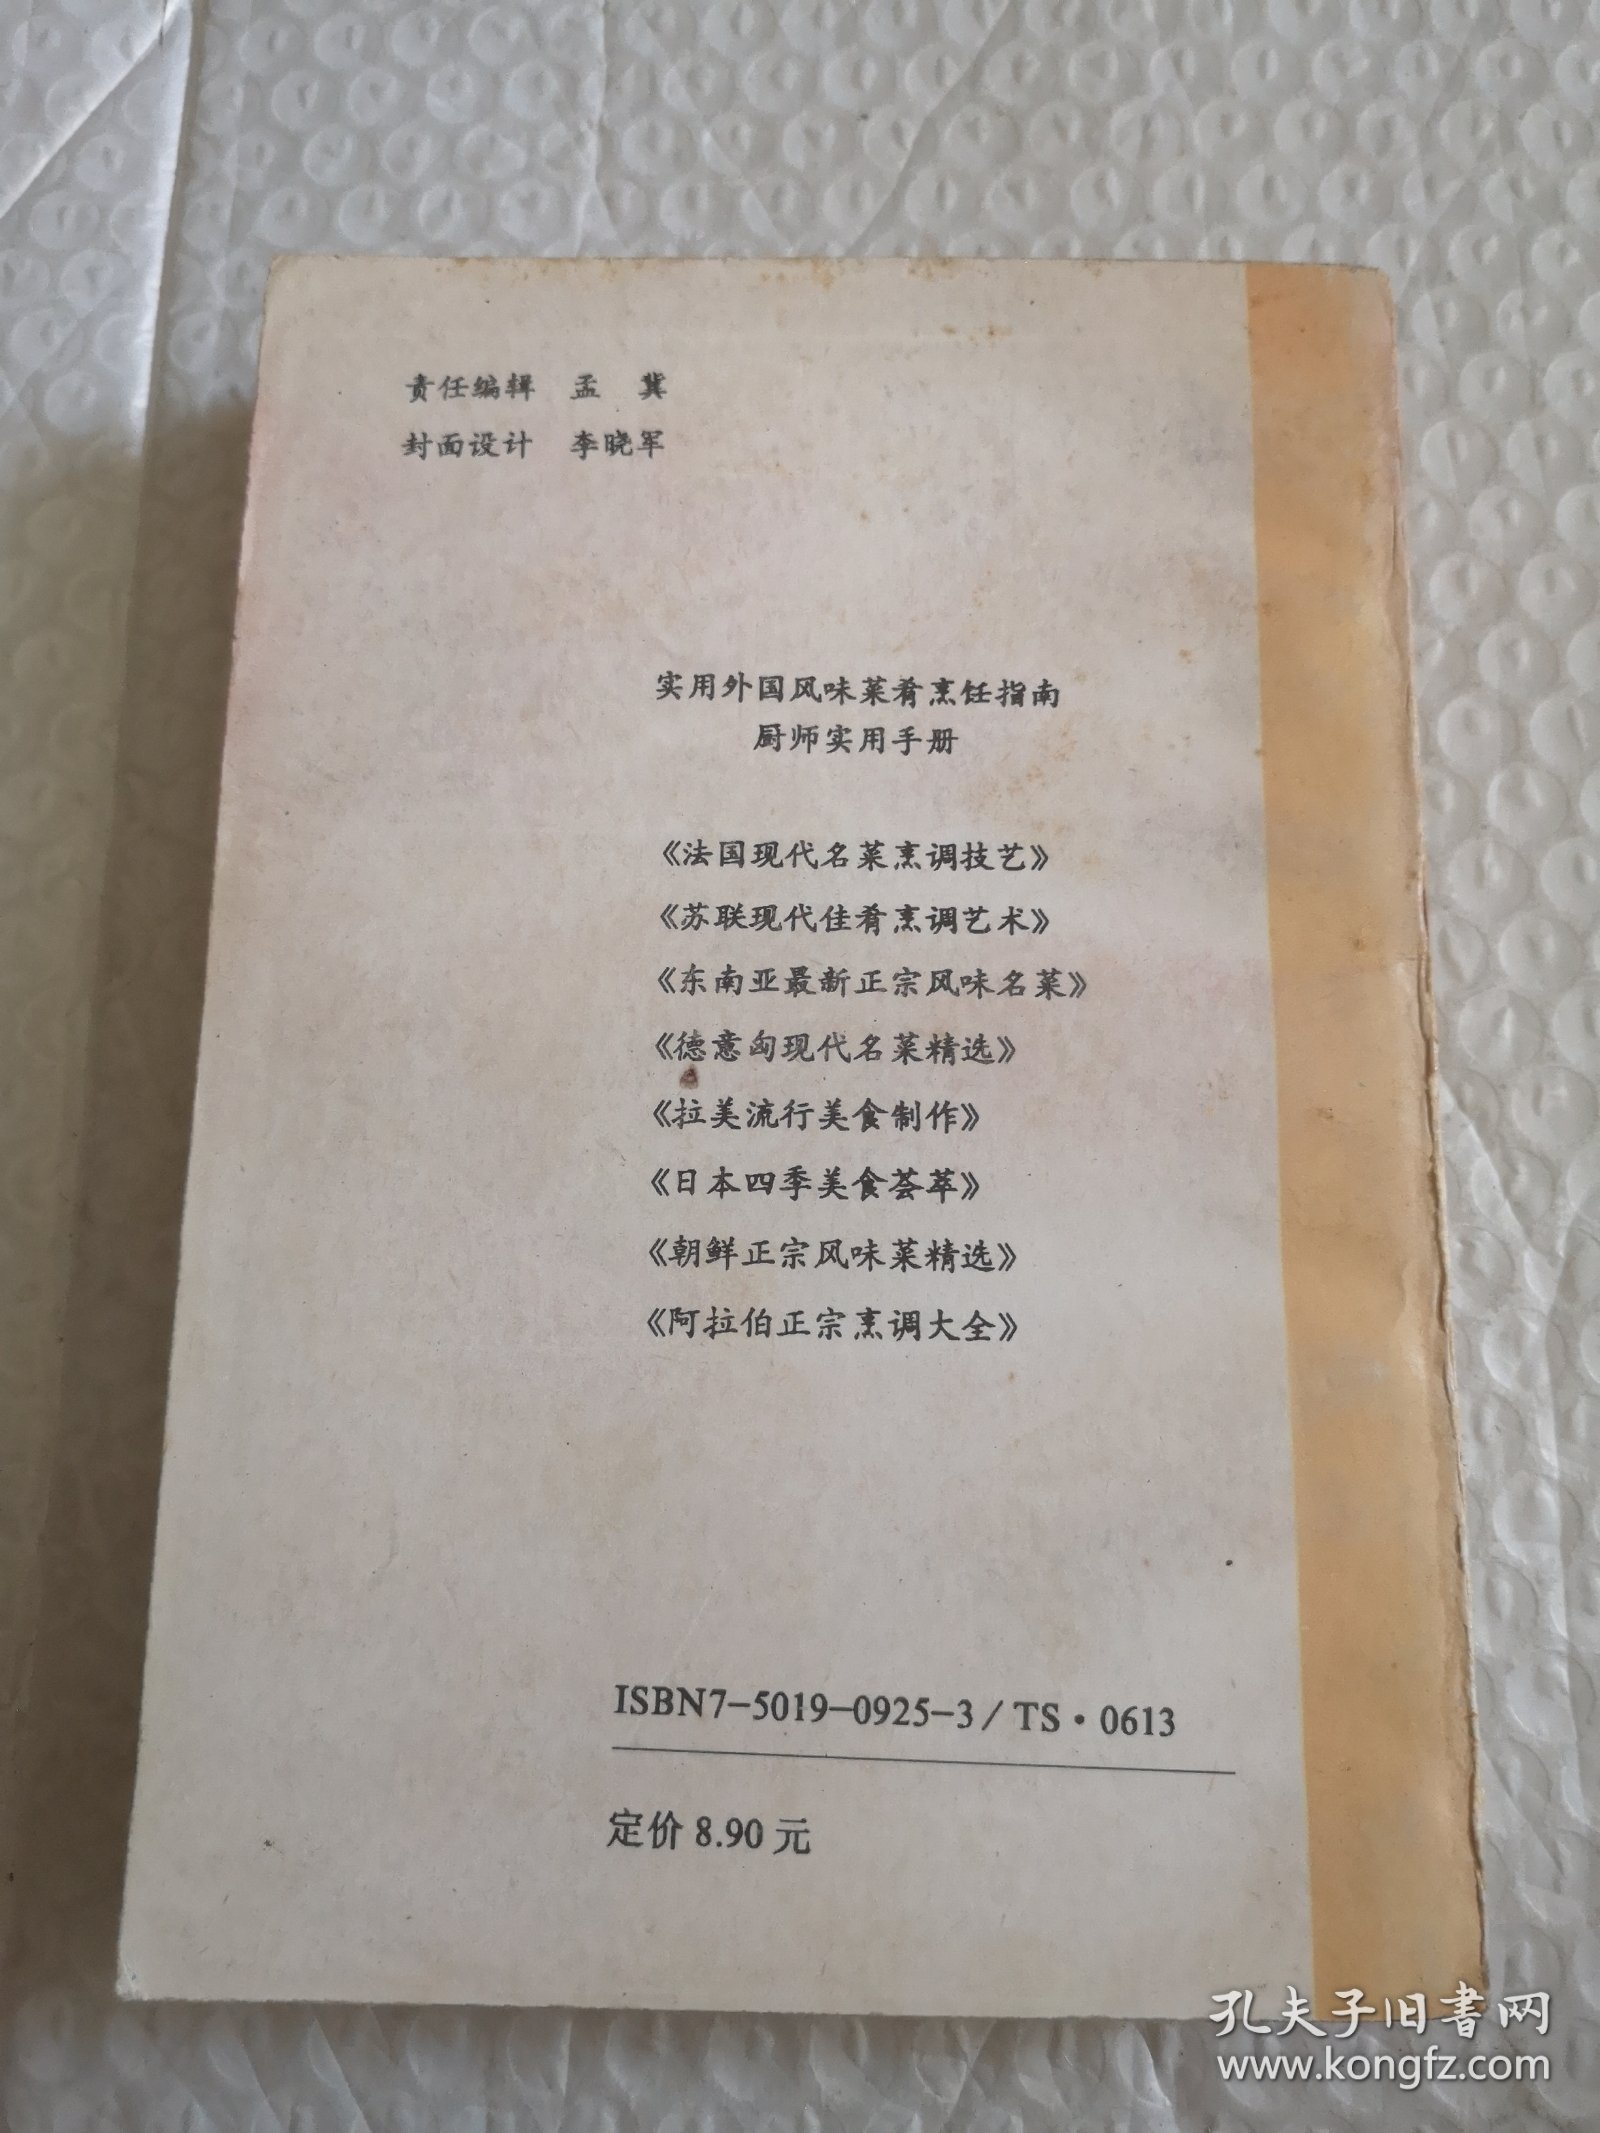 责任编辑 孟 冀
封面设计 李晓军
实用外国风味菜肴烹饪指南
厨师实用手册
《法国现代名菜烹调技艺》
《苏联现代佳肴烹调艺术》
《东南亚最新正宗风味名菜》
《德意匈现代名菜精选》
《拉美流行美食制作》
《日本四季美食荟萃》
《朝鲜正宗风味菜精选》
《阿拉伯正宗烹调大全》
ISBN7-5019-0925-3/TS·0613
定价8.90元
孔夫子旧书网
www.kongfz.com